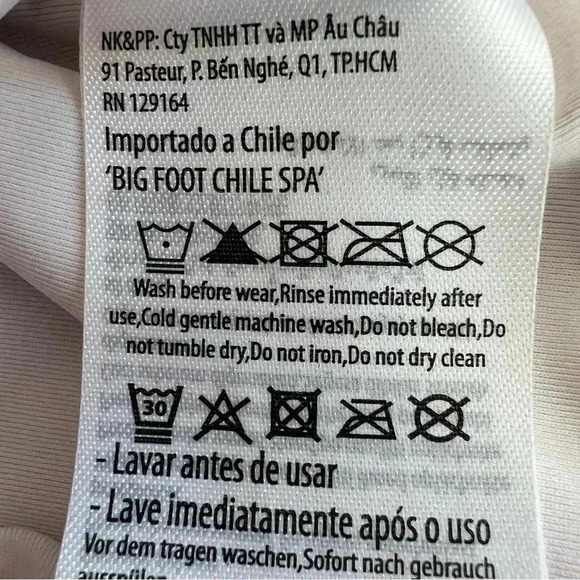 NK&PP: Cty TNHH TT và MP Âu Châu
91 Pasteur, P. Bến Nghé, Q1, TP.HCM
RN 129164
Importado a Chile por
'BIG FOOT CHILE SPA'
Wash before wear,Rinse immediately after
use,Cold gentle machine wash,Do not bleach,Do
not tumble dry,Do not iron,Do not dry clean
30
- Lavar antes de usar
- Lave imediatamente após o uso
Vor dem tragen waschen,Sofort nach gebrauch
ausspülen